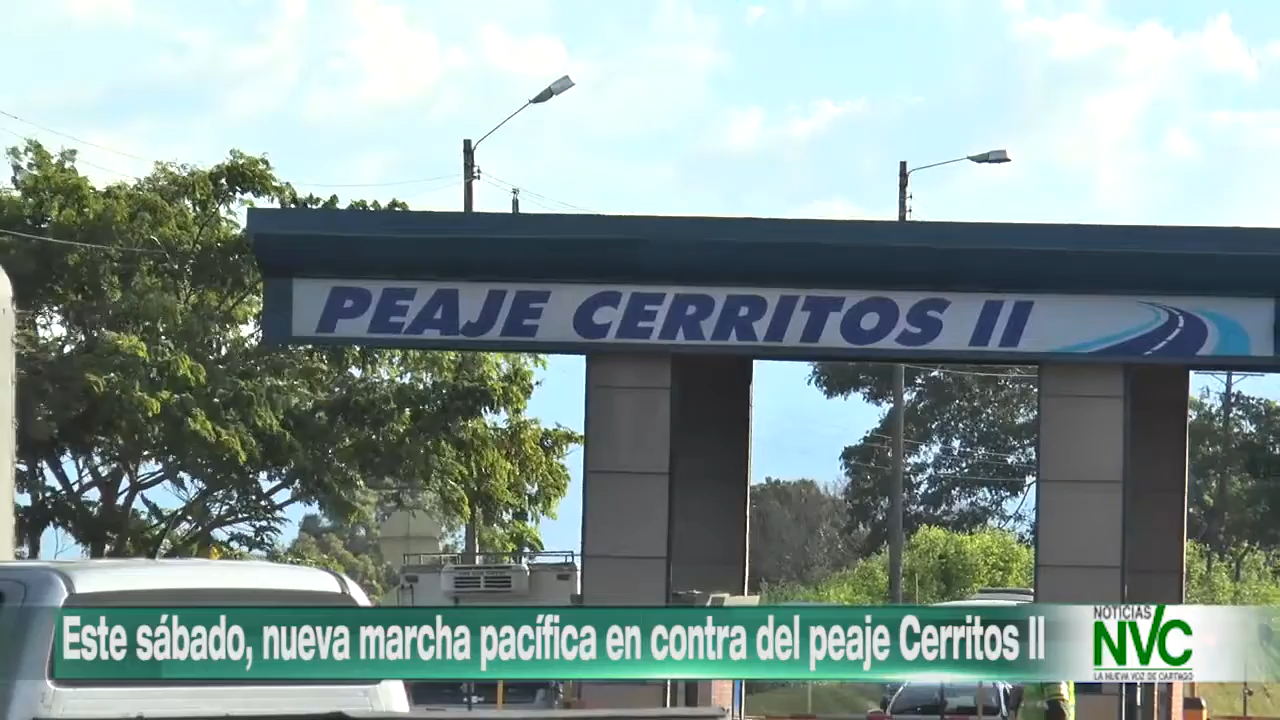 PEAJE CERRITOS II
Este sábado, nueva marcha pacífica en contra del peaje Cerritos II
NOTICIAS
NVC
LA NUEVA VOZ DE CARTAGO